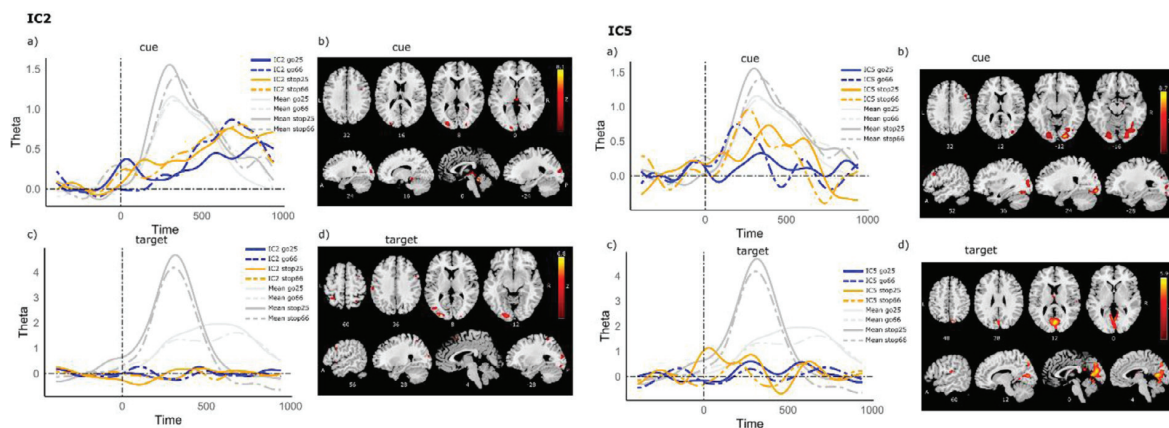 IC2
a)
cue
1.5
1.0
0.5
0.0
Theta
0
500
1000
Time
IC2 go25
IC2 go66
IC2 stop25
IC2 stop66
Mean go25
Mean go66
Mean stop25
Mean stop66
b)
cue
32
16
8
R
A
P
24
0
-28
c)
target
4
3
2
1
0
Theta
0
500
1000
Time
IC2 go25
IC2 go66
IC2 stop25
IC2 stop66
Mean go25
Mean go66
Mean stop25
Mean stop66
d)
target
60
36
8
12
R
A
P
56
28
4
-28
IC5
a)
cue
1.5
1.0
0.5
0.0
Theta
0
500
1000
Time
IC5 go25
IC5 go66
IC5 stop25
IC5 stop66
Mean go25
Mean go66
Mean stop25
Mean stop66
b)
cue
32
12
-12
-16
R
A
52
36
24
-28
c)
target
4
3
2
1
0
Theta
0
500
1000
Time
IC5 go25
IC5 go66
IC5 stop25
IC5 stop66
Mean go25
Mean go66
Mean stop25
Mean stop66
d)
target
12
0
R
A
60
12
0
4